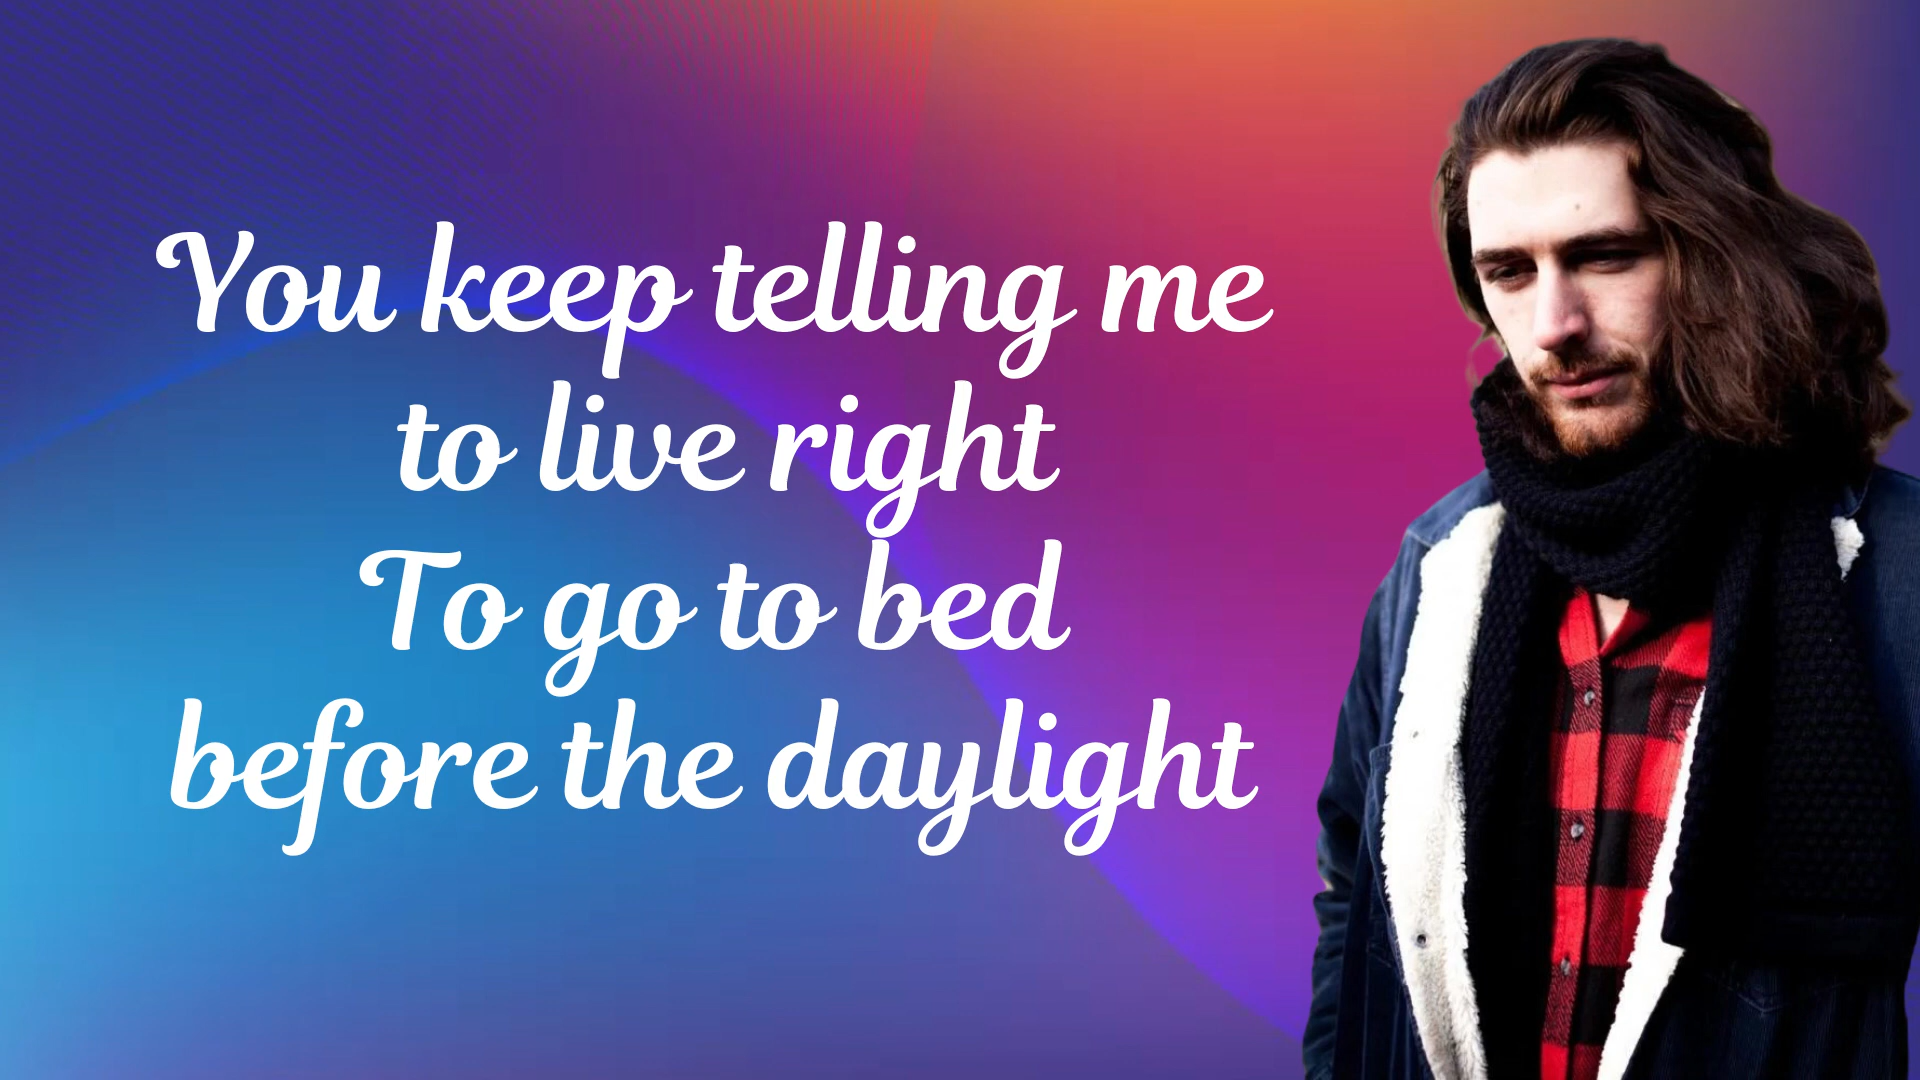 You keep telling me
to live right
To go to bed
before the daylight